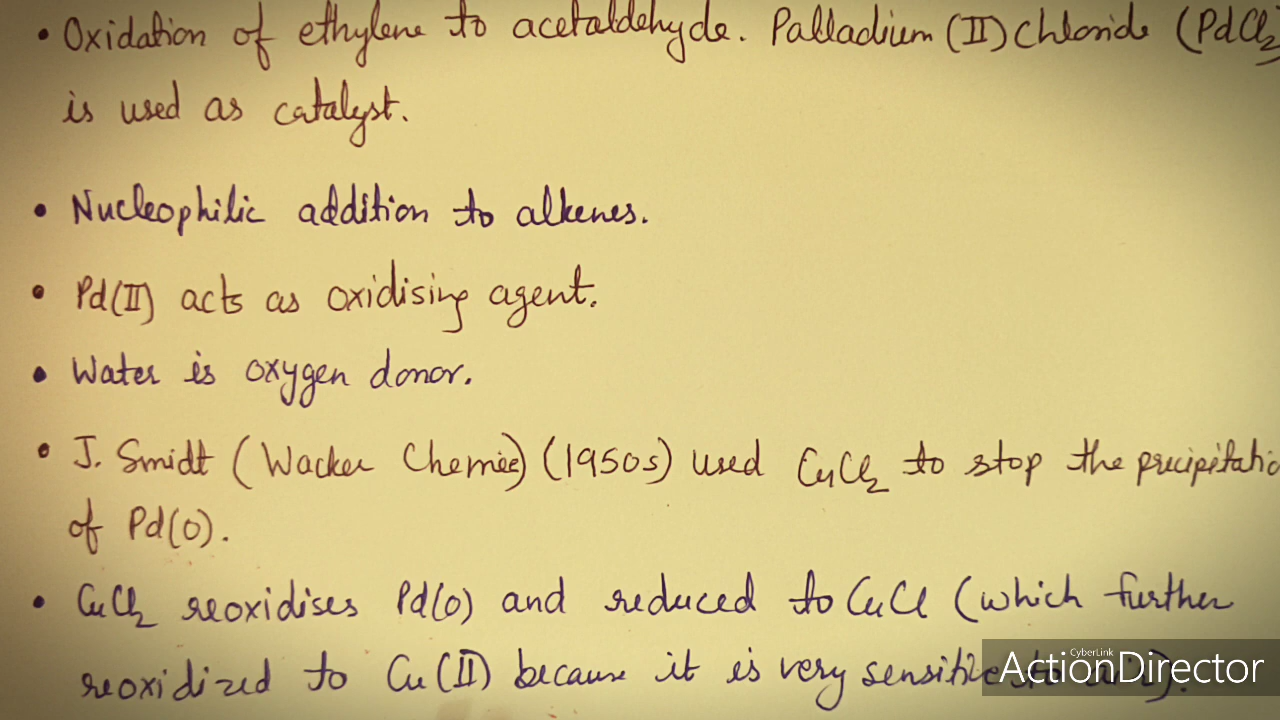 • Oxidation of ethylene to acetaldehyde. Palladium (II) chloride (PdCl₂)
is used as catalyst.
• Nucleophilic addition to alkenes.
• Pd(II) acts as oxidising agent.
• Water is oxygen donor.
• J. Smidt (Wacker Chemie) (1950s) used CuCl₂ to stop the precipitatio
of Pd(0).
• CuCl₂ reoxidises Pd(0) and reduced to CuCl (which further
reoxidized to Cu(II) because it is very sensitive to air).
CyberLink
ActionDirector